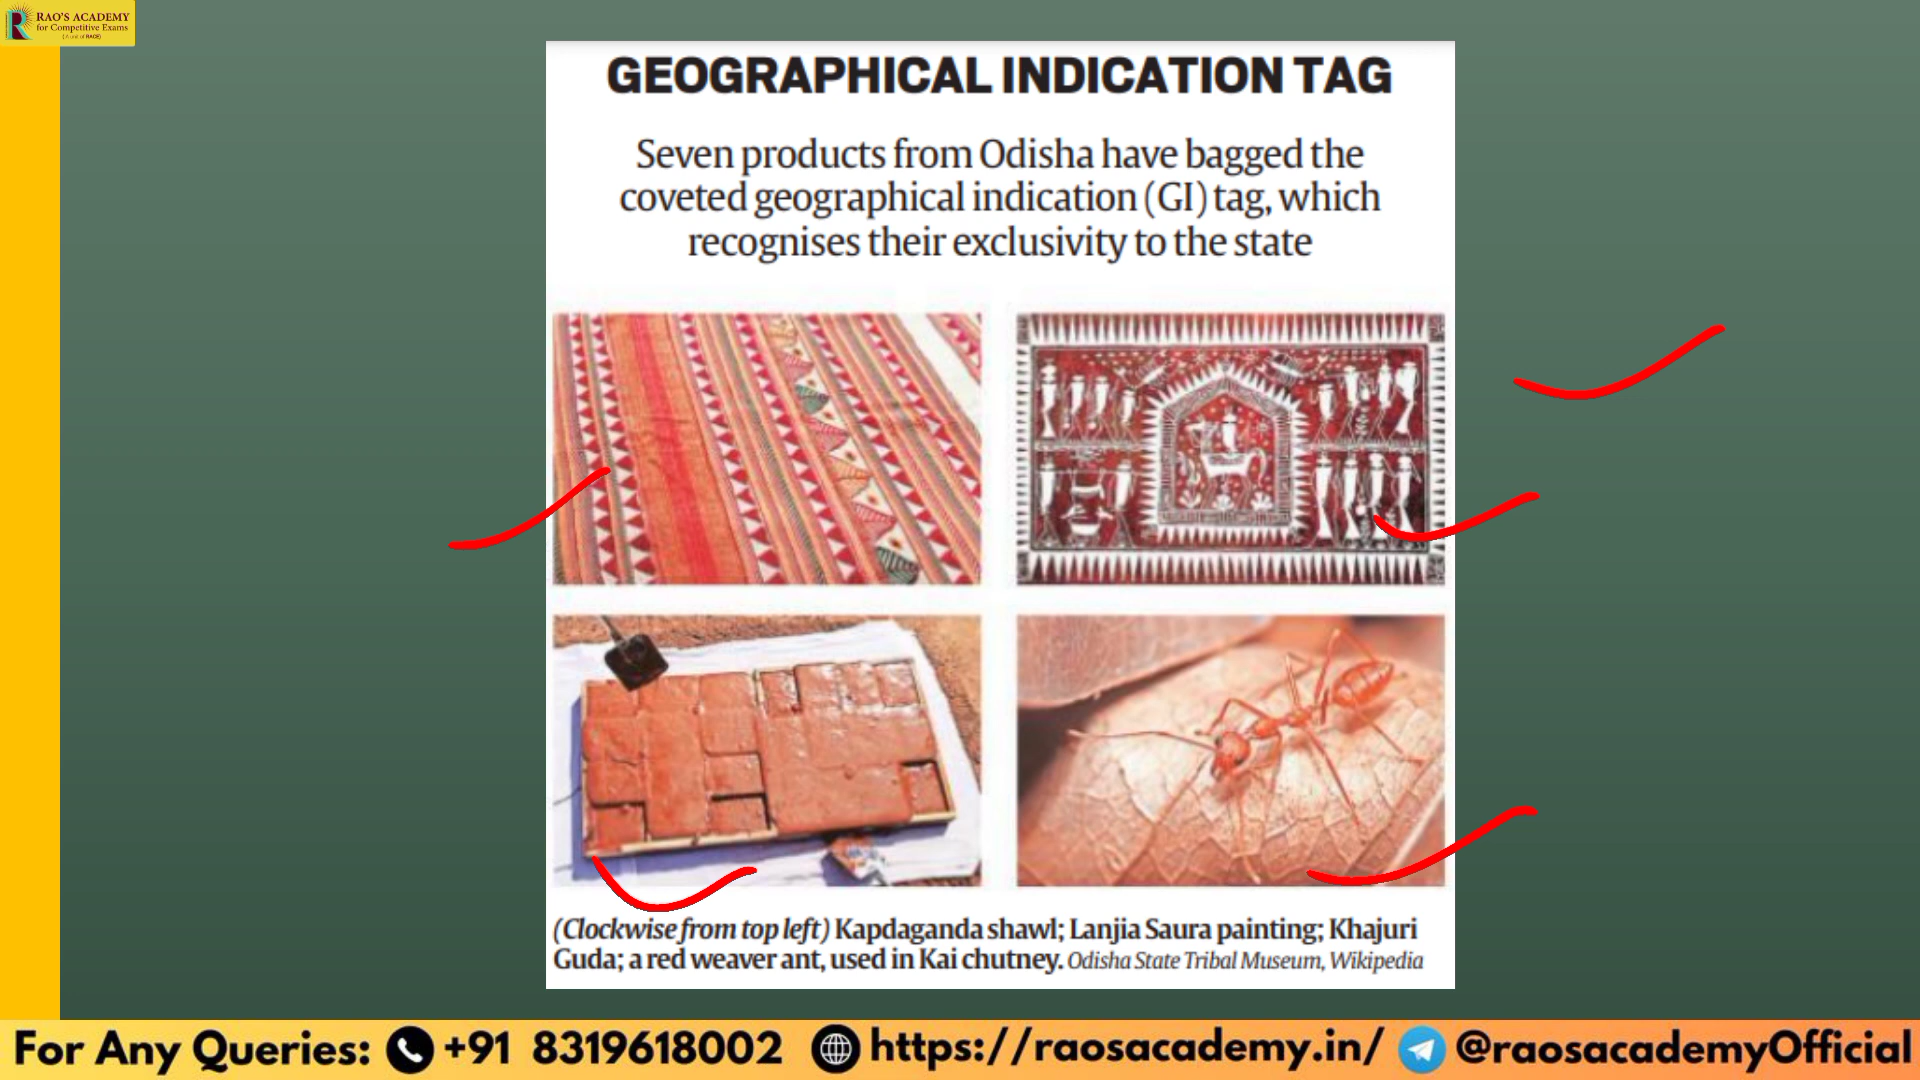 RAO'S ACADEMY
for Competitive Exams
(A unit of RACE)
GEOGRAPHICAL INDICATION TAG
Seven products from Odisha have bagged the
coveted geographical indication (GI) tag, which
recognises their exclusivity to the state
(Clockwise from top left) Kapdaganda shawl; Lanjia Saura painting; Khajuri
Guda; a red weaver ant, used in Kai chutney. Odisha State Tribal Museum, Wikipedia
For Any Queries: +91 8319618002 https://raosacademy.in/ @raosacademyOfficial